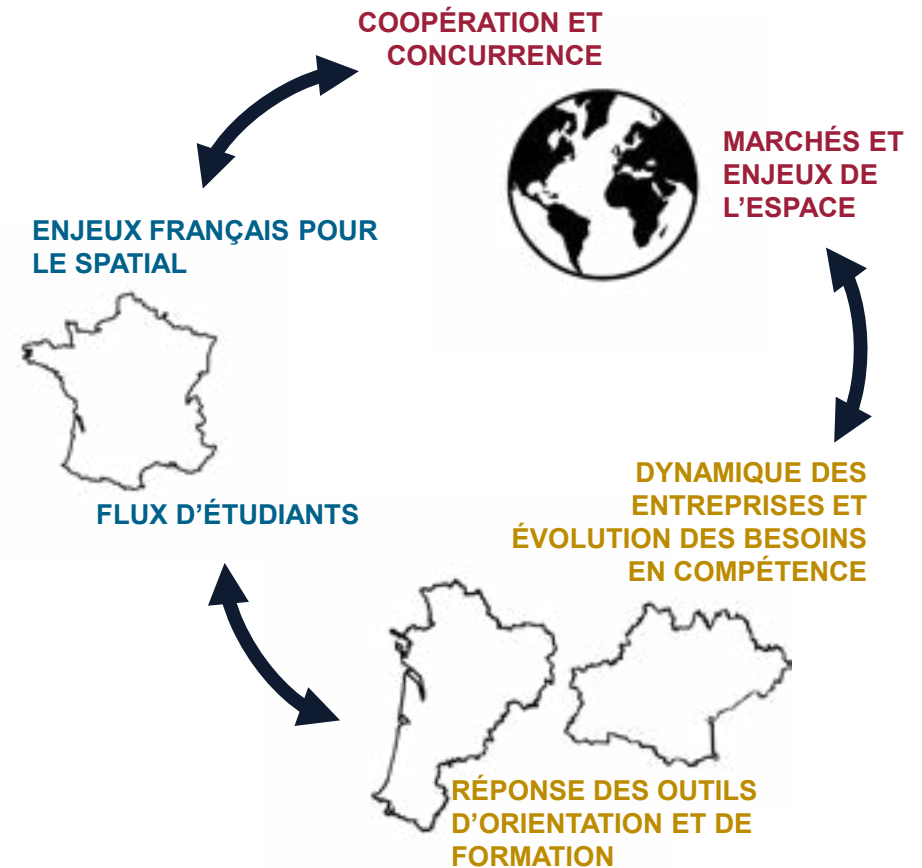 COOPÉRATION ET
CONCURRENCE
MARCHÉS ET
ENJEUX DE
L'ESPACE
ENJEUX FRANÇAIS POUR
LE SPATIAL
FLUX D'ÉTUDIANTS
DYNAMIQUE DES
ENTREPRISES ET
ÉVOLUTION DES BESOINS
EN COMPÉTENCE
RÉPONSE DES OUTILS
D'ORIENTATION ET DE
FORMATION